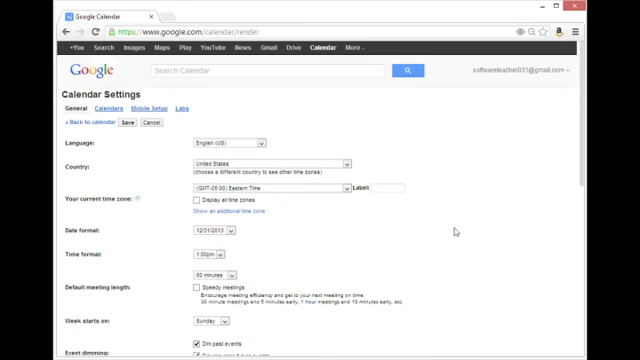 Google Calendar
https://www.google.com/calendar/render
+You Search Images Maps Play YouTube News Gmail Drive Calendar More
Google Search Calendar softwareteacher031@gmail.com
Calendar Settings
General Calendars Mobile Setup Labs
« Back to calendar Save Cancel
Language: English (US)
Country: United States
(choose a different country to see other time zones)
(GMT-05:00) Eastern Time Label:
Your current time zone: Display all time zones
Show an additional time zone
Date format: 12/31/2013
Time format: 1:00pm
60 minutes
Default meeting length: Speedy meetings
Encourage meeting efficiency and get to your next meeting on time.
30 minute meetings end 5 minutes early, 1 hour meetings end 10 minutes early, etc.
Week starts on: Sunday
Dim past events
Event dimming: